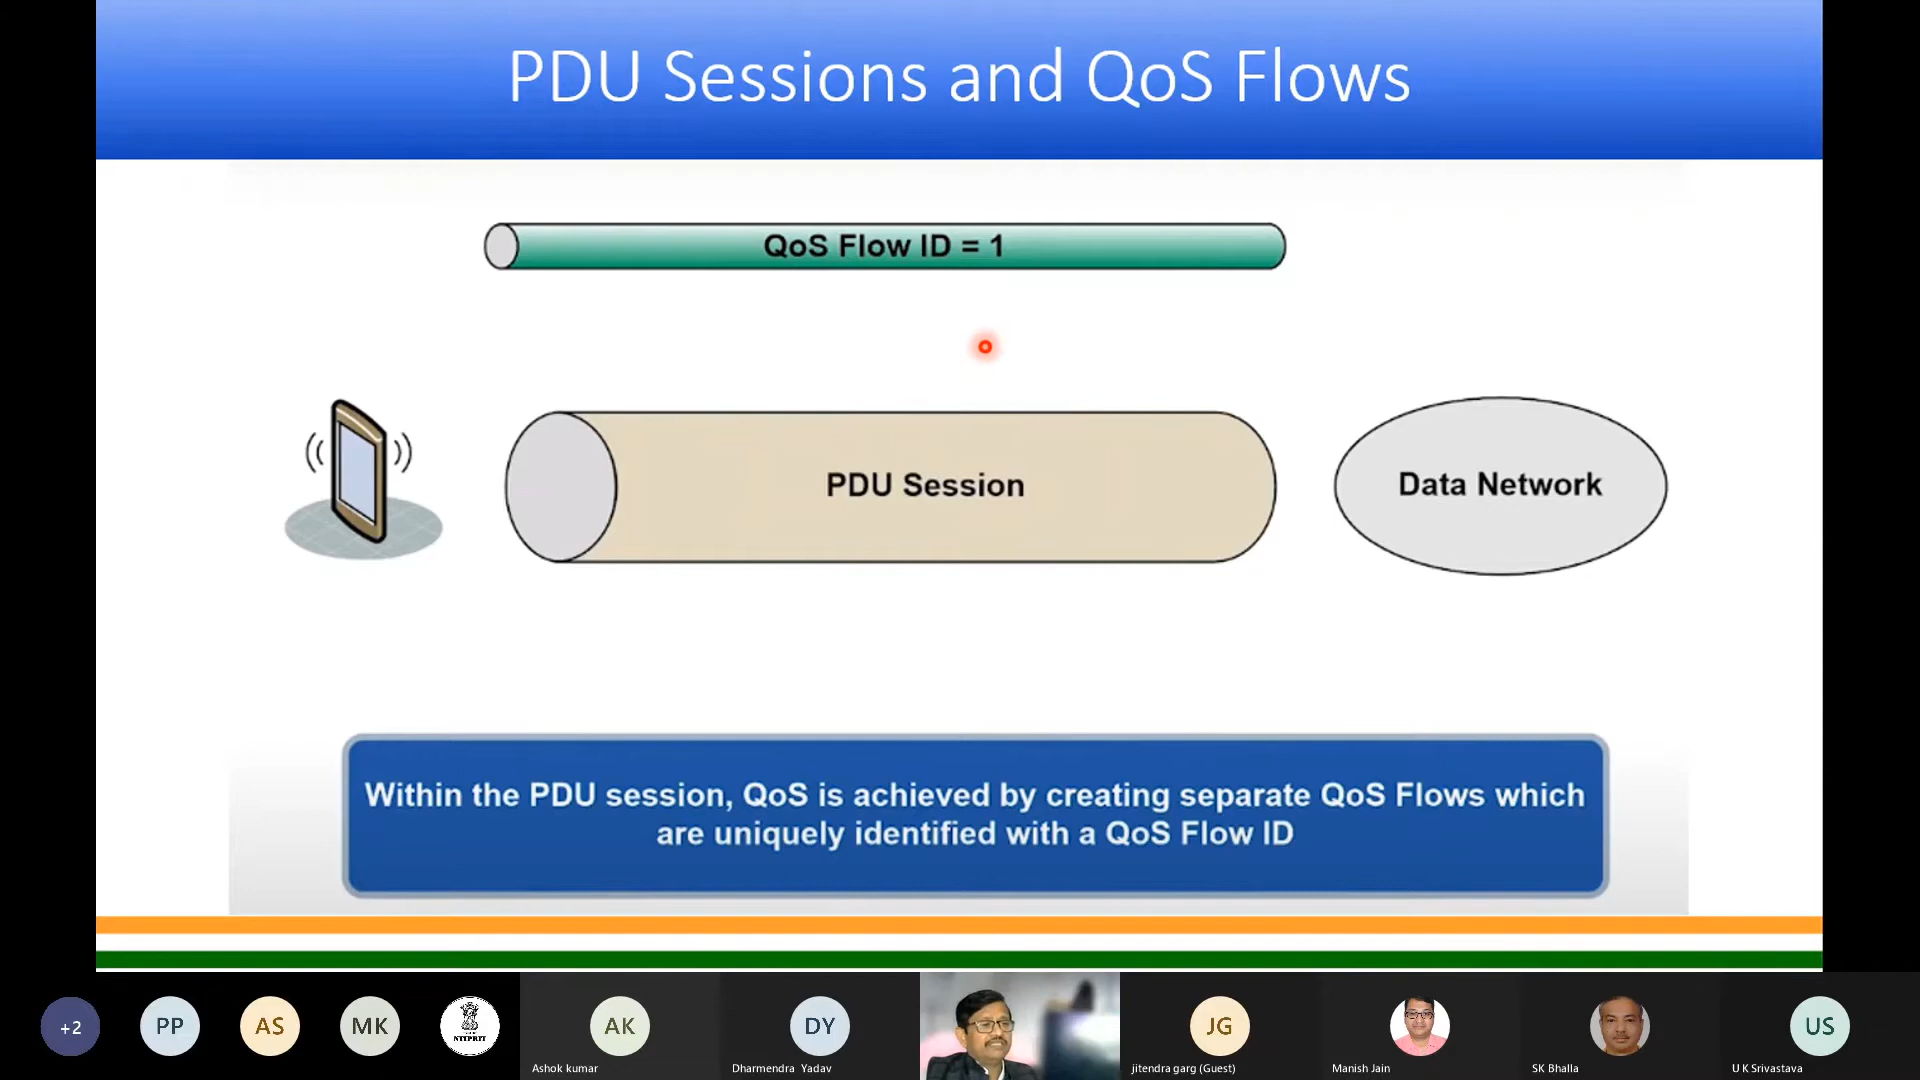 PDU Sessions and QoS Flows
QoS Flow ID = 1
PDU Session
Data Network
Within the PDU session, QoS is achieved by creating separate QoS Flows which
are uniquely identified with a QoS Flow ID
+2
PP
AS
MK
NTIPRIT
AK
Ashok kumar
DY
Dharmendra Yadav
JG
jitendra garg (Guest)
Manish Jain
SK Bhalla
US
U K Srivastava